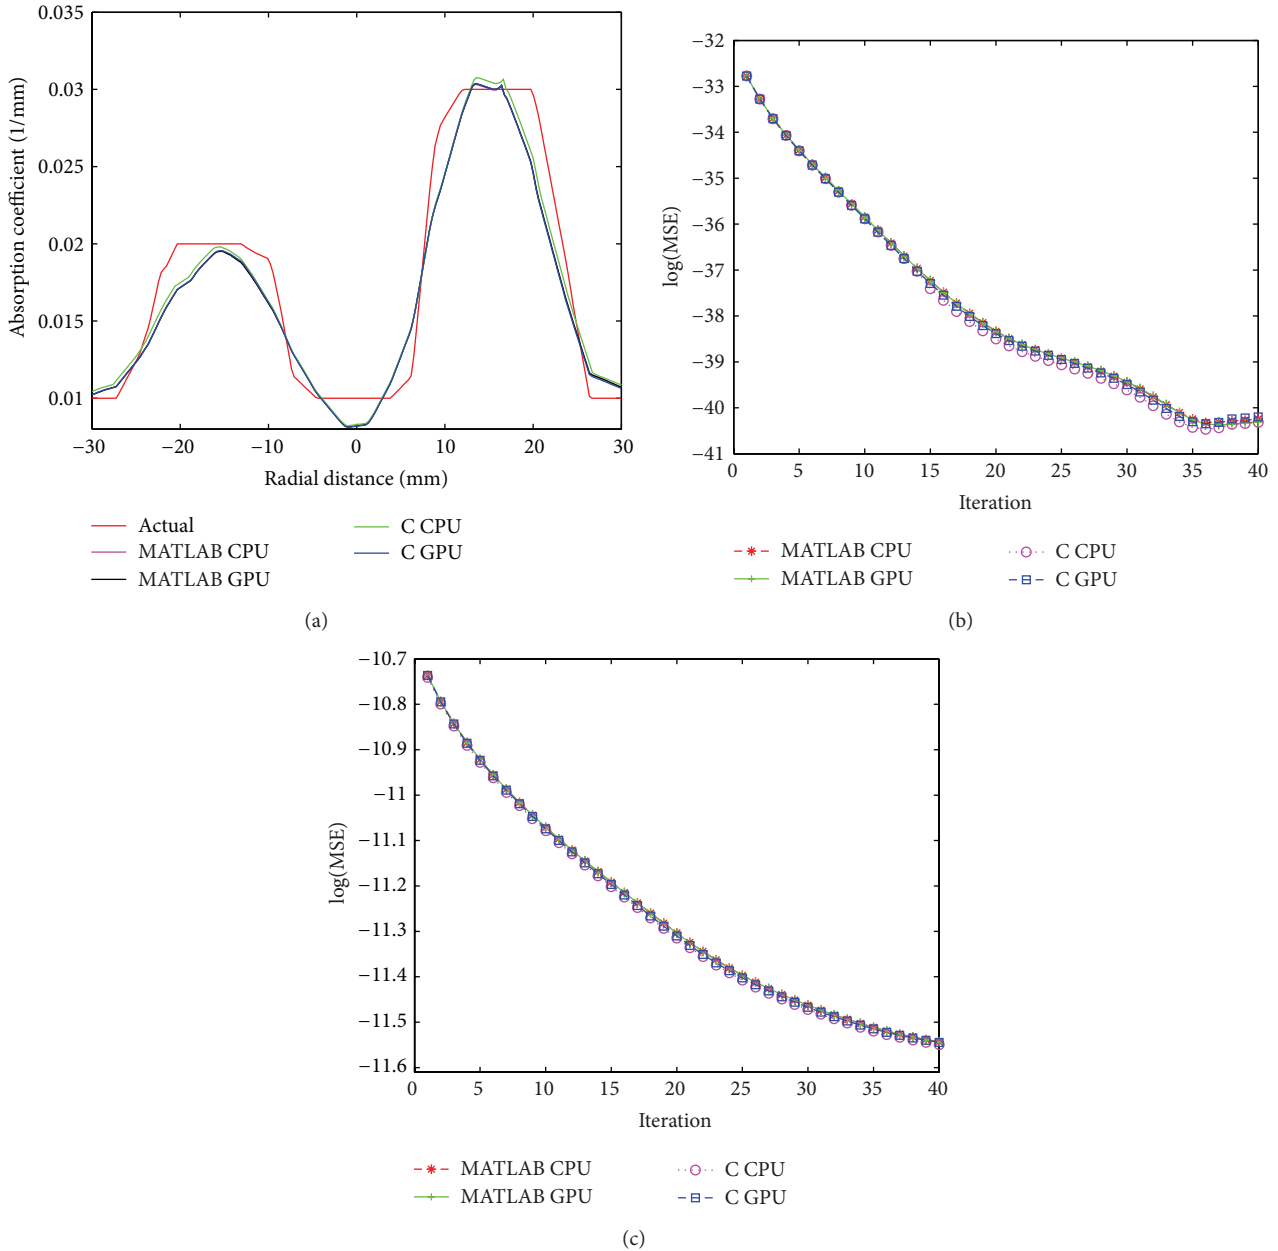 0.035
0.03
0.025
0.02
0.015
0.01
Absorption coefficient (1/mm)
−30 −20 −10 0 10 20 30
Radial distance (mm)
Actual
MATLAB CPU
MATLAB GPU
C CPU
C GPU
(a)
−32
−33
−34
−35
−36
−37
−38
−39
−40
−41
log(MSE)
0 5 10 15 20 25 30 35 40
Iteration
MATLAB CPU
MATLAB GPU
C CPU
C GPU
(b)
−10.7
−10.8
−10.9
−11
−11.1
−11.2
−11.3
−11.4
−11.5
−11.6
log(MSE)
0 5 10 15 20 25 30 35 40
Iteration
MATLAB CPU
MATLAB GPU
C CPU
C GPU
(c)